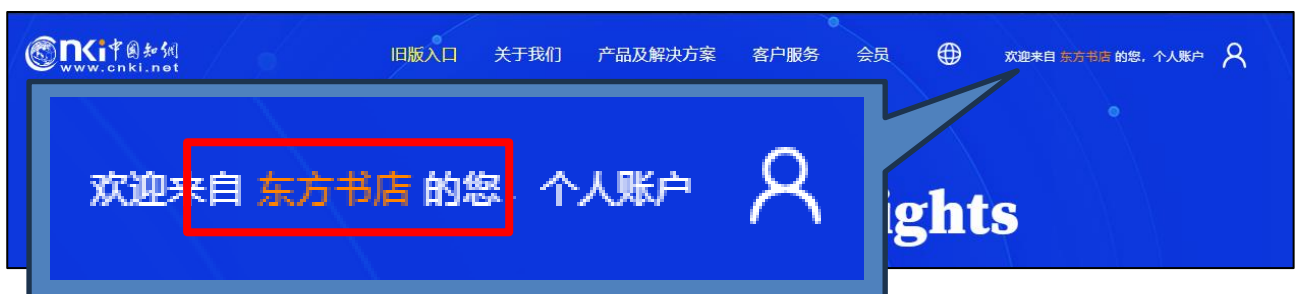 Cnki中国知网
www.cnki.net
旧版入口 关于我们 产品及解决方案 客户服务 会员 欢迎来自 东方书店 的您，个人账户
欢迎来自 东方书店 的您，个人账户
ights